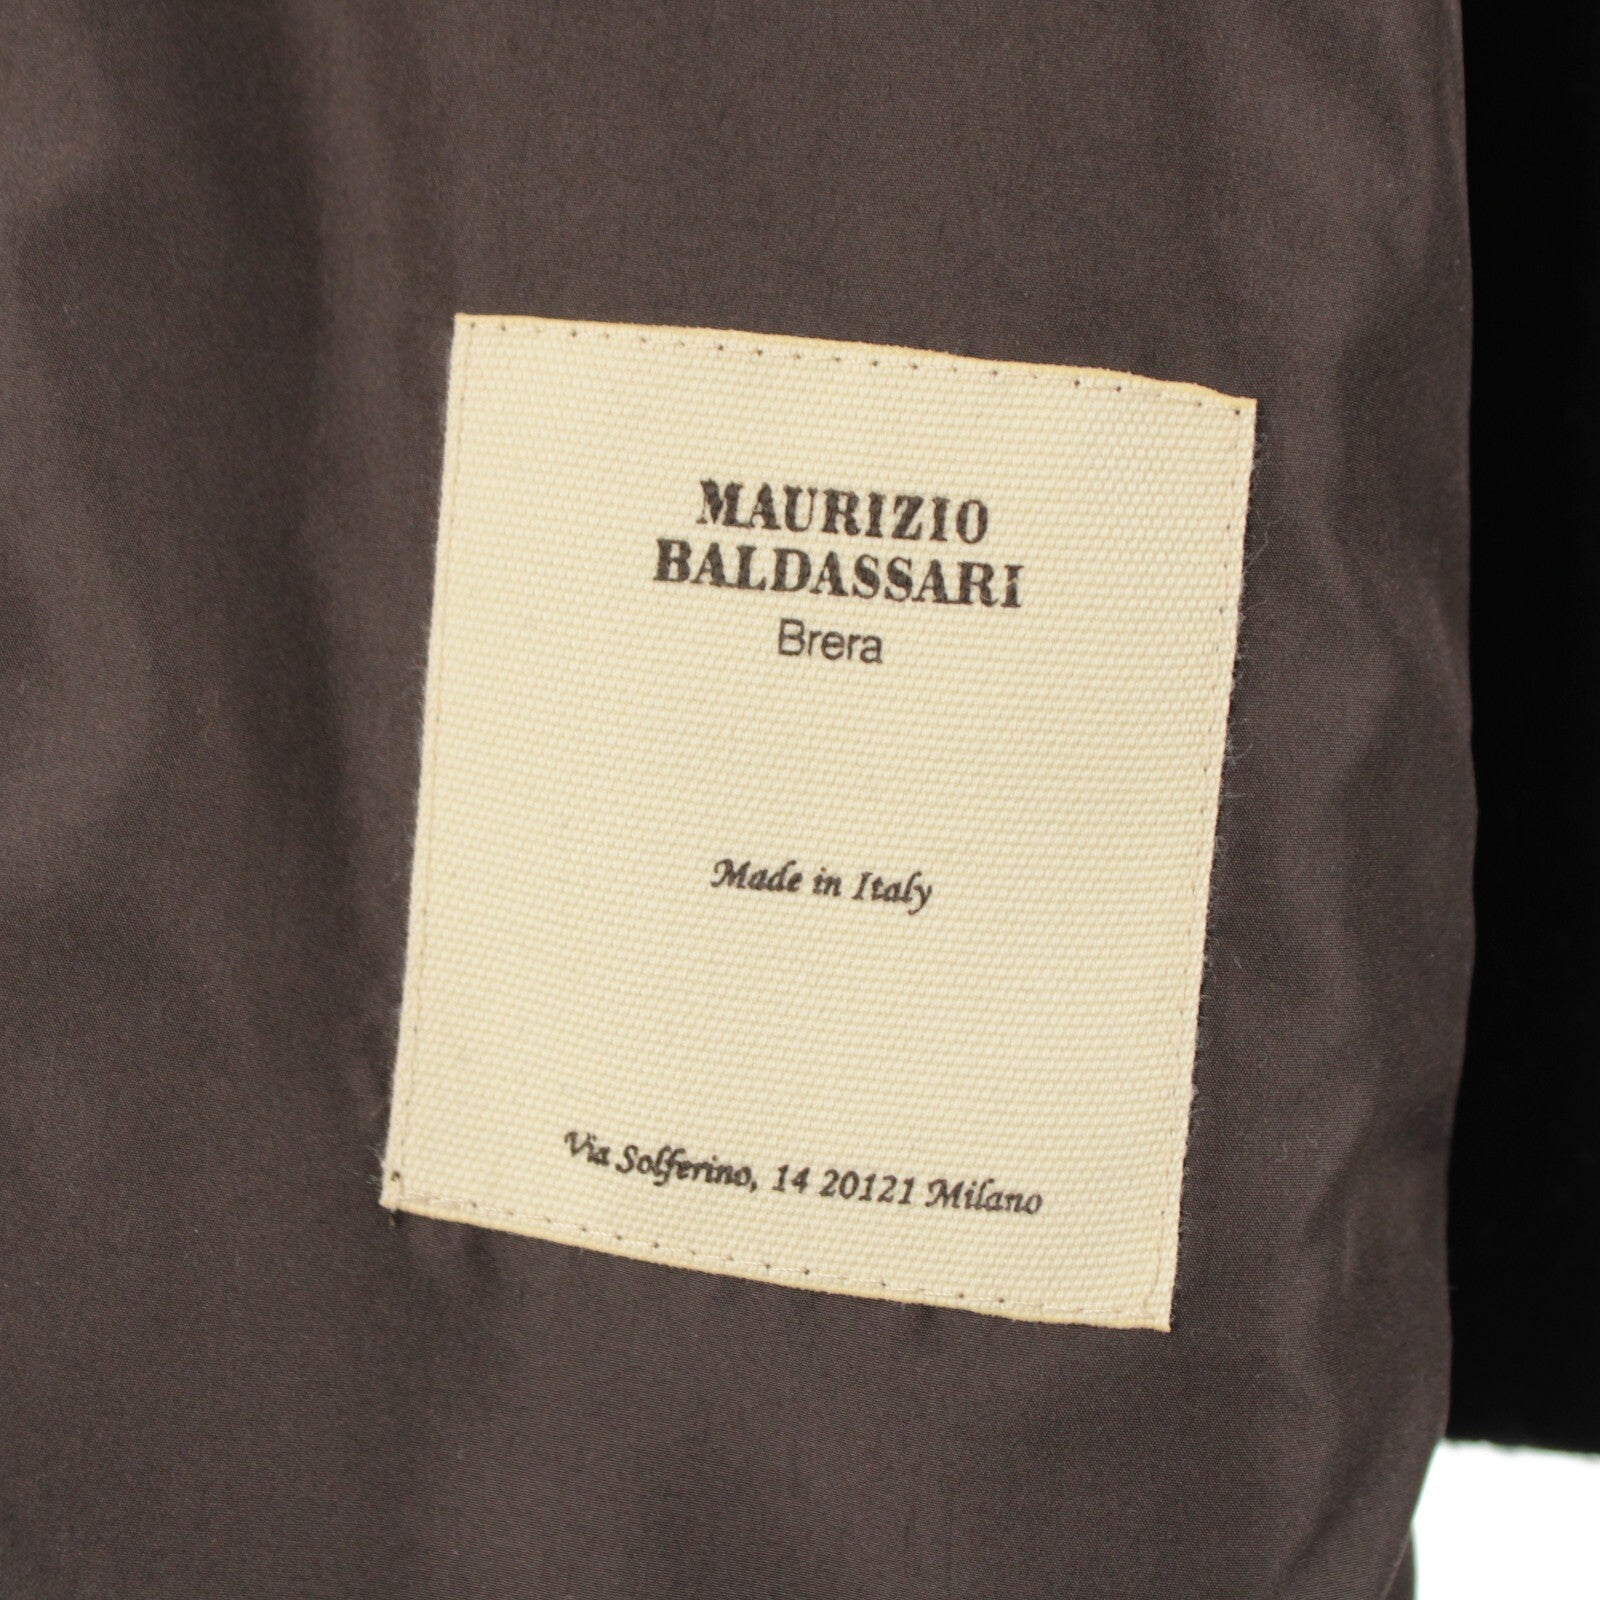 MAURIZIO
BALDASSARI
Brera
Made in Italy
Via Solferino, 14 20121 Milano